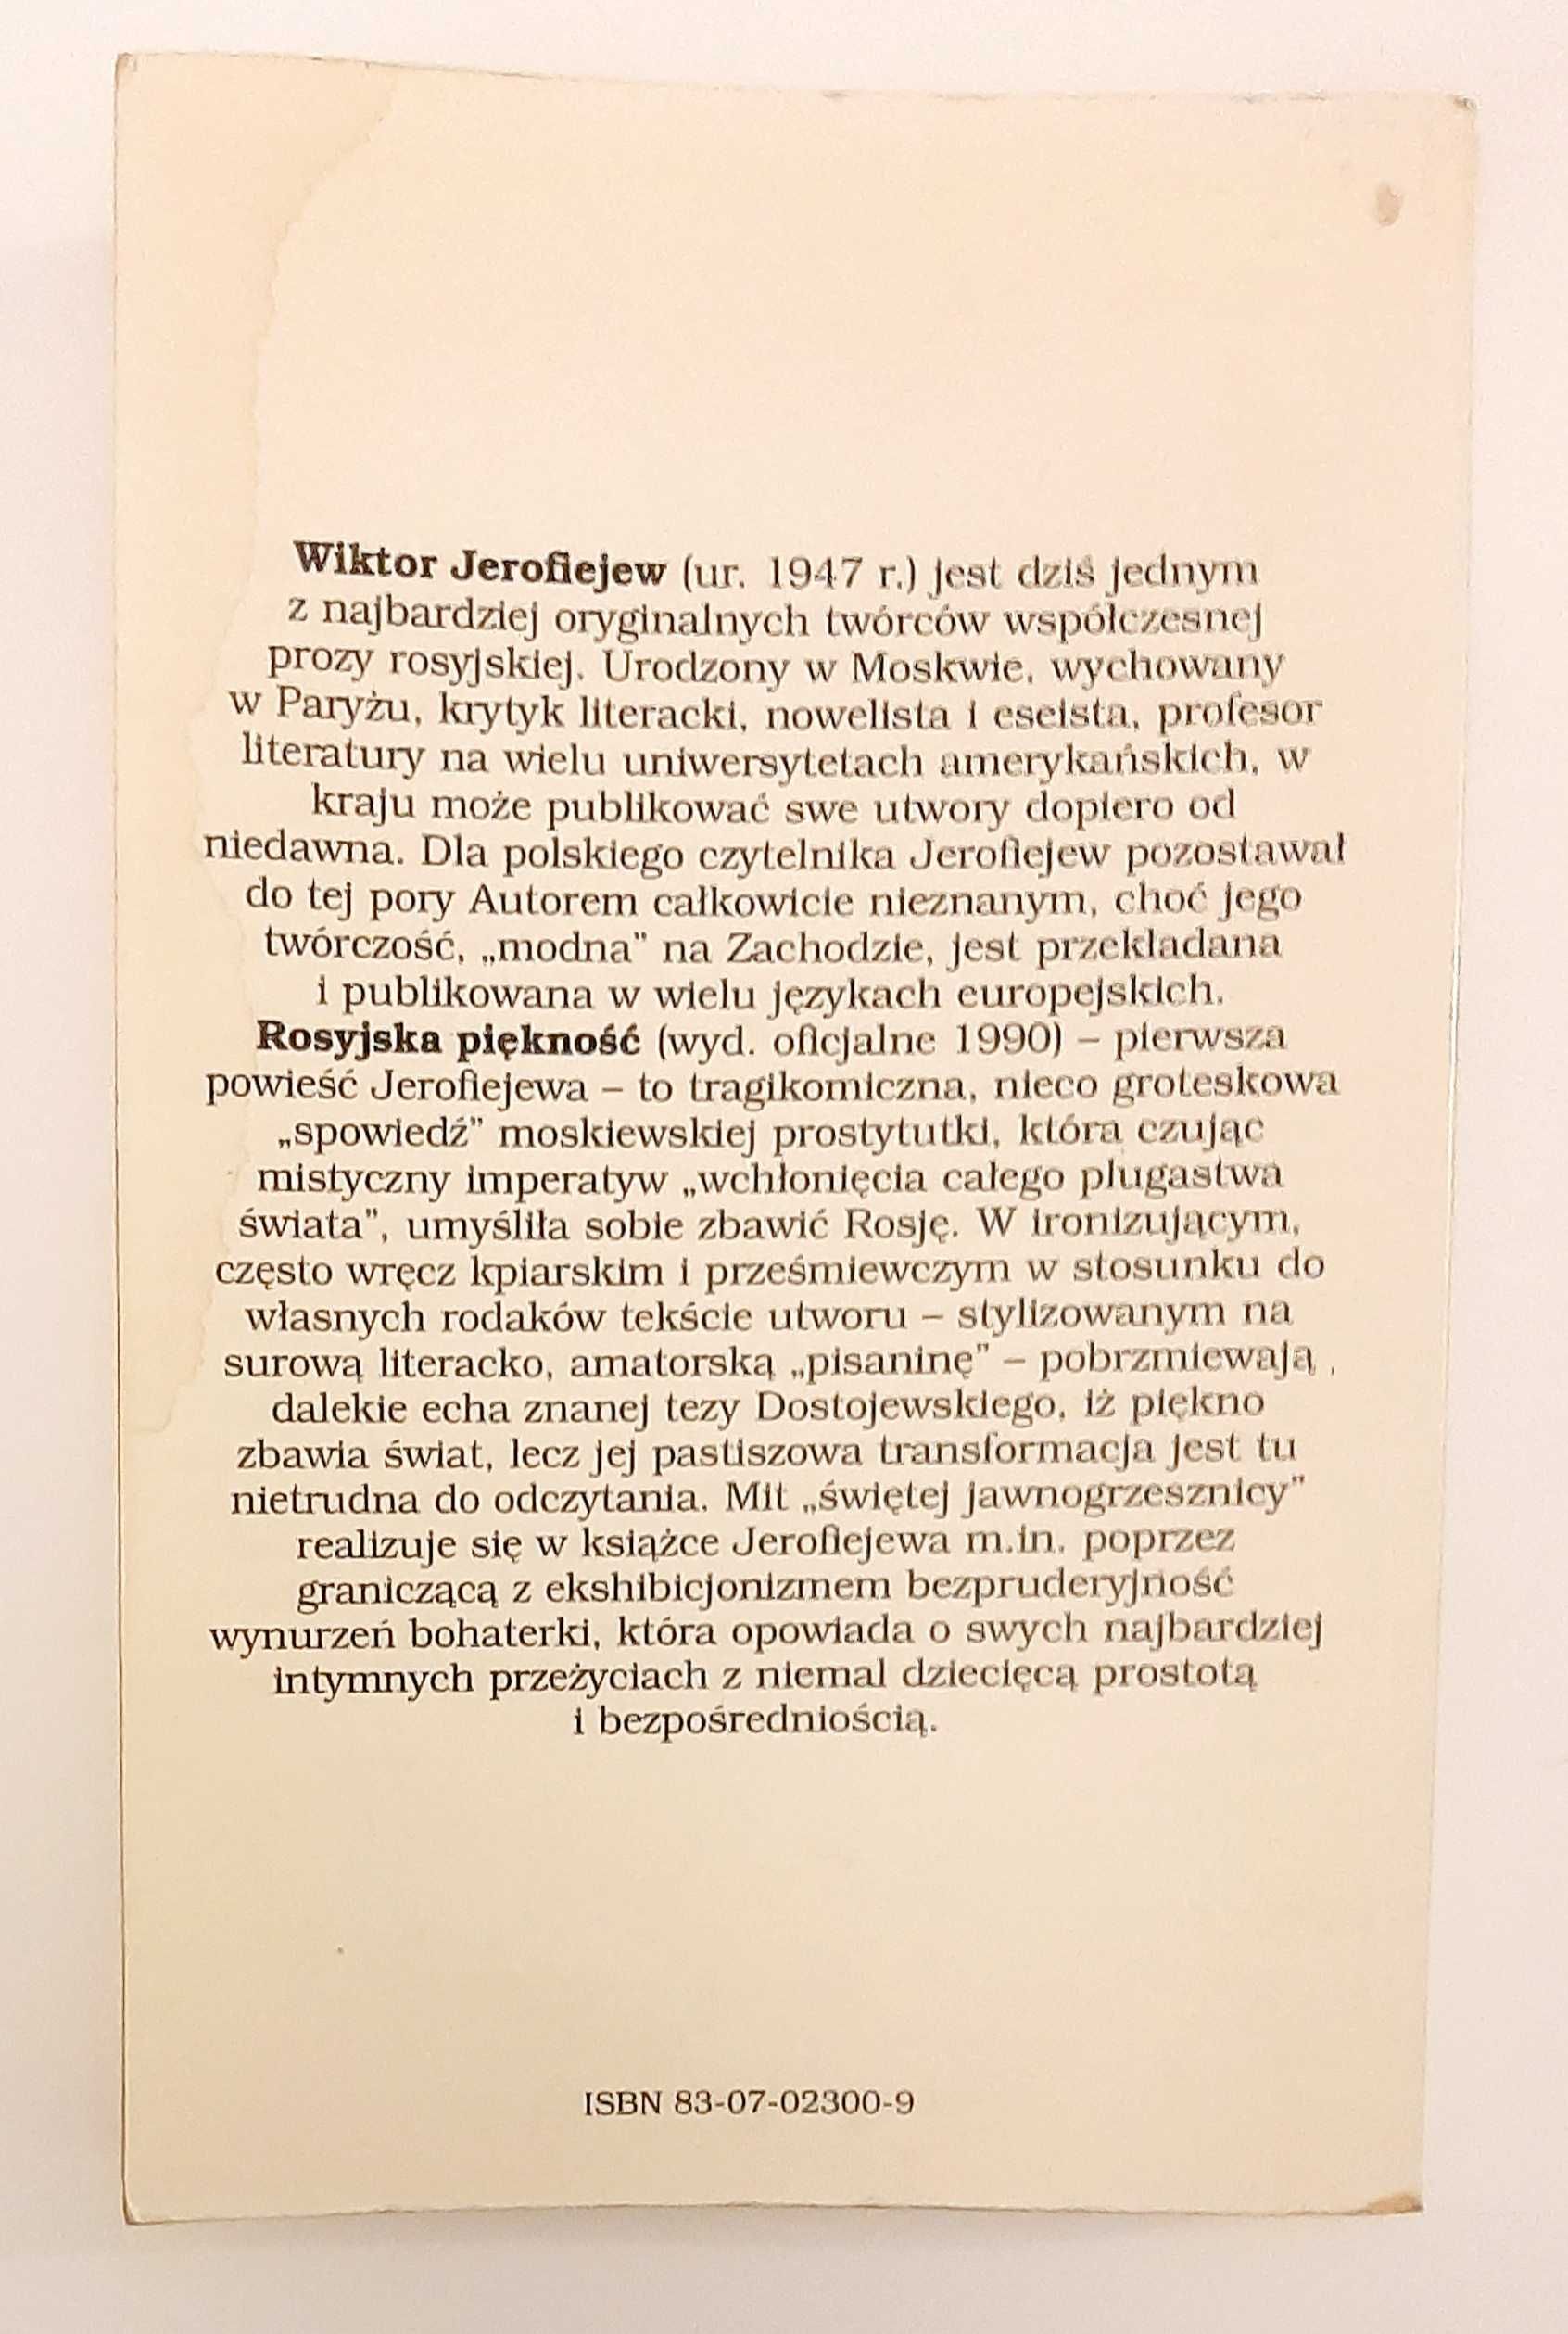 Wiktor Jerofiejew (ur. 1947 r.) jest dziś jednym
z najbardziej oryginalnych twórców współczesnej
prozy rosyjskiej. Urodzony w Moskwie, wychowany
w Paryżu, krytyk literacki, nowelista i eseista, profesor
literatury na wielu uniwersytetach amerykańskich, w
kraju może publikować swe utwory dopiero od
niedawna. Dla polskiego czytelnika Jerofiejew pozostawał
do tej pory Autorem całkowicie nieznanym, choć jego
twórczość, „modna" na Zachodzie, jest przekładana
i publikowana w wielu językach europejskich.
Rosyjska piękność (wyd. oficjalne 1990) – pierwsza
powieść Jerofiejewa – to tragikomiczna, nieco groteskowa
„spowiedź" moskiewskiej prostytutki, która czując
mistyczny imperatyw „wchłonięcia całego plugastwa
świata", umyśliła sobie zbawić Rosję. W ironizującym,
często wręcz kpiarskim i prześmiewczym w stosunku do
własnych rodaków tekście utworu – stylizowanym na
surową literacko, amatorską „pisaninę" – pobrzmiewają
dalekie echa znanej tezy Dostojewskiego, iż piękno
zbawia świat, lecz jej pastiszowa transformacja jest tu
nietrudna do odczytania. Mit „świętej jawnogrzesznicy"
realizuje się w książce Jerofiejewa m.in. poprzez
graniczącą z ekshibicjonizmem bezpruderyjność
wynurzeń bohaterki, która opowiada o swych najbardziej
intymnych przeżyciach z niemal dziecięcą prostotą
i bezpośredniością.
ISBN 83-07-02300-9